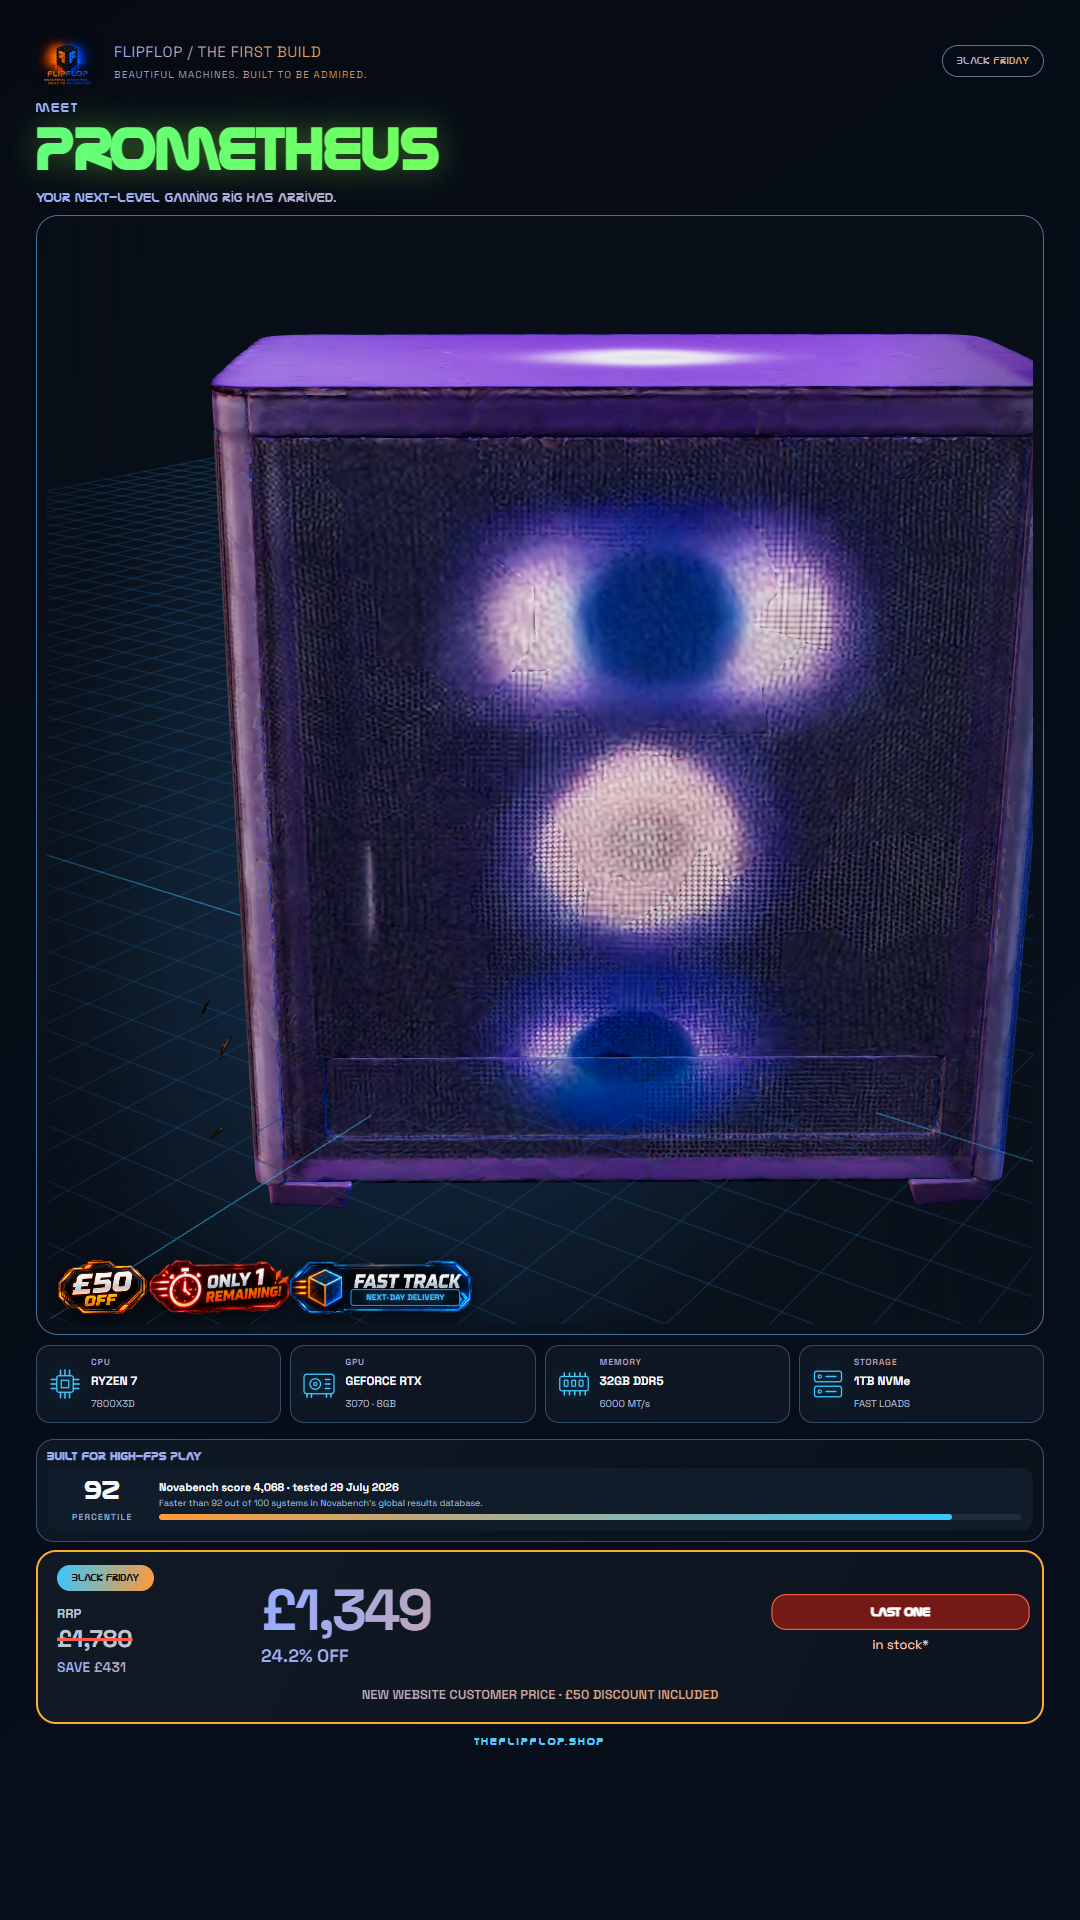 FLIPFLOP
FLIPFLOP / THE FIRST BUILD
BEAUTIFUL MACHINES. BUILT TO BE ADMIRED.
BLACK FRIDAY
MEET
PROMETHEUS
YOUR NEXT-LEVEL GAMING RIG HAS ARRIVED.
£50
OFF
ONLY 1
REMAINING!
FAST TRACK
NEXT-DAY DELIVERY
CPU
RYZEN 7
7800X3D
GPU
GEFORCE RTX
3070 · 8GB
MEMORY
32GB DDR5
6000 MT/s
STORAGE
1TB NVMe
FAST LOADS
BUILT FOR HIGH-FPS PLAY
92
PERCENTILE
Novabench score 4,068 · tested 29 July 2026
Faster than 92 out of 100 systems in Novabench's global results database.
BLACK FRIDAY
RRP
£1,780
SAVE £431
£1,349
24.2% OFF
LAST ONE
in stock*
NEW WEBSITE CUSTOMER PRICE · £50 DISCOUNT INCLUDED
THEFLIPFLOP.SHOP